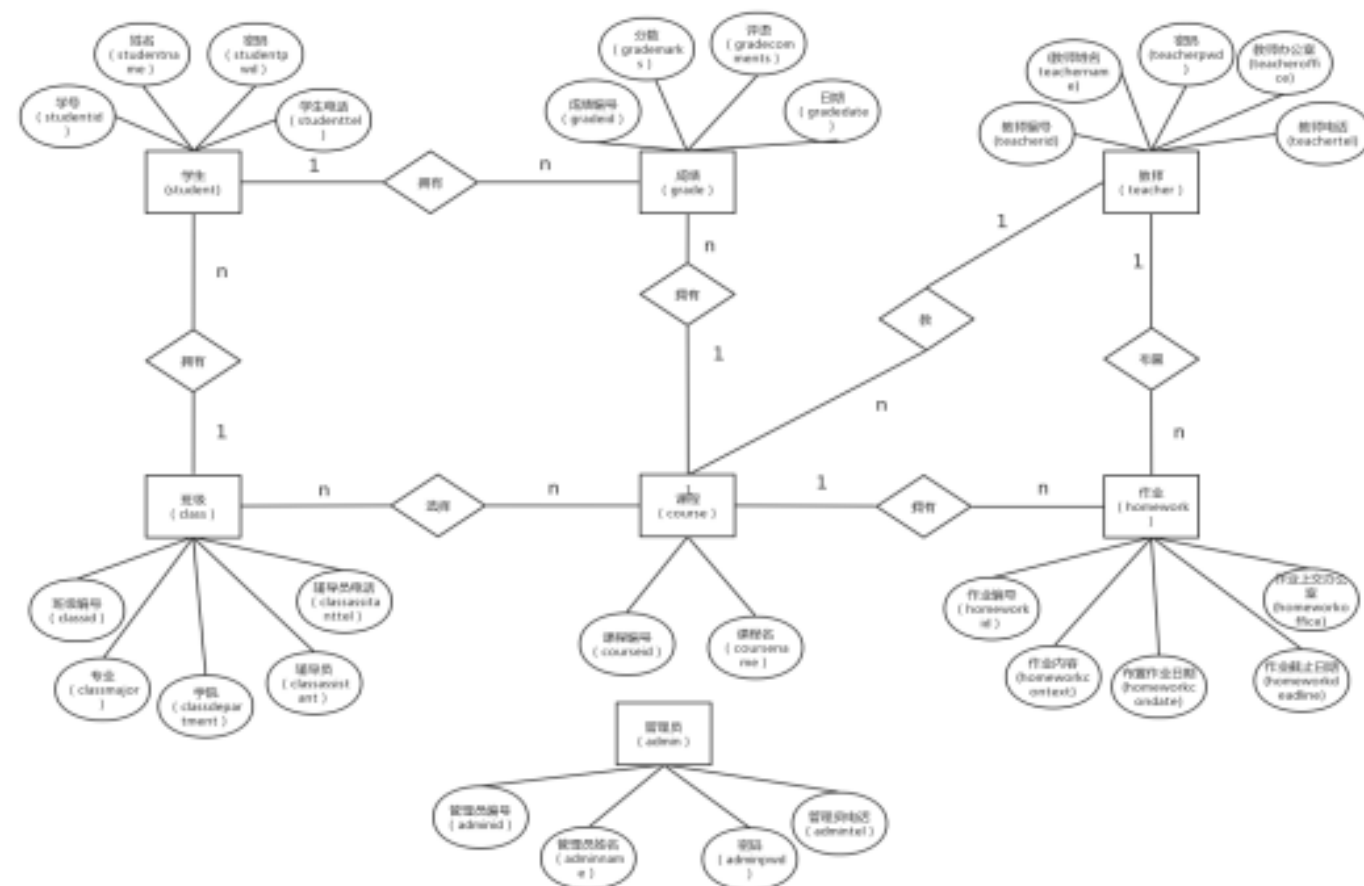 姓名
( studentna
me )
密码
( studentp
wd )
学号
( studentid
)
学生电话
( studenttel
)
分数
( grademark
s )
评语
( gradecom
ments )
成绩编号
( gradeid )
日期
( gradedate
)
(教师姓名
teachernam
e)
密码
(teacherpwd
)
教师办公室
(teacheroffi
ce)
教师编号
(teacherid)
教师电话
(teachertel)
学生
(student)
1
拥有
n
成绩
( grade )
教师
( teacher )
n
拥有
1
n
拥有
1
1
教
n
1
布置
n
班级
( class )
n
选择
n
1
课程
( course )
1
拥有
n
作业
( homework
)
班级编号
( classid )
辅导员电话
( classassita
nttel )
专业
( classmajor
)
学院
( classdepar
tment )
辅导员
( classassist
ant )
课程编号
( courseid )
课程名
( coursena
me )
作业编号
( homework
id )
作业上交办公
室
(homeworko
ffice)
作业内容
(homeworkc
ontext)
布置作业日期
(homeworkc
ondate)
作业截止日期
(homeworkd
eadline)
管理员
( admin )
管理员编号
( adminid )
管理员姓名
( adminnam
e )
密码
( adminpwd
)
管理员电话
( admintel )